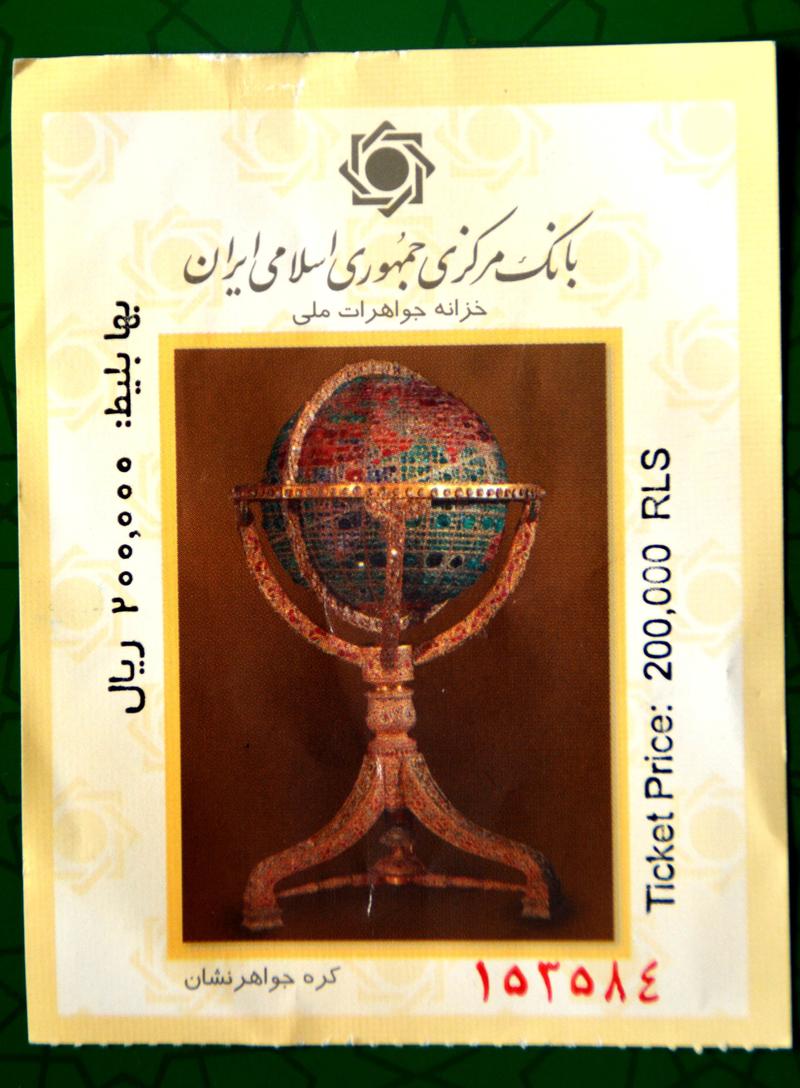 بانک مرکزی جمهوری اسلامی ایران
خزانه جواهرات ملی
بها بلیط: ۲۰۰,۰۰۰ ریال
Ticket Price: 200,000 RLS
کره جواهرنشان
۱۵۳۵۸٤